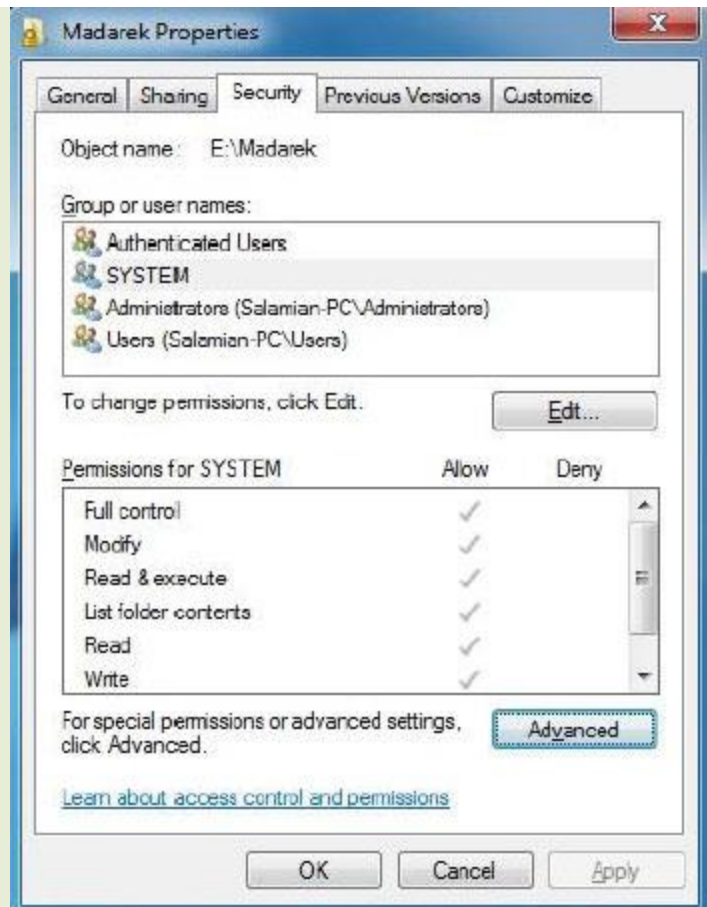 Madarek Properties
General Sharing Security Previous Versions Customize
Object name: E:\Madarek
Group or user names:
Authenticated Users
SYSTEM
Administrators (Salamian-PC\Administrators)
Users (Salamian-PC\Users)
To change permissions, click Edit.
Edit...
Permissions for SYSTEM Allow Deny
Full control
Modify
Read & execute
List folder contents
Read
Write
For special permissions or advanced settings,
click Advanced.
Advanced
Learn about access control and permissions
OK Cancel Apply